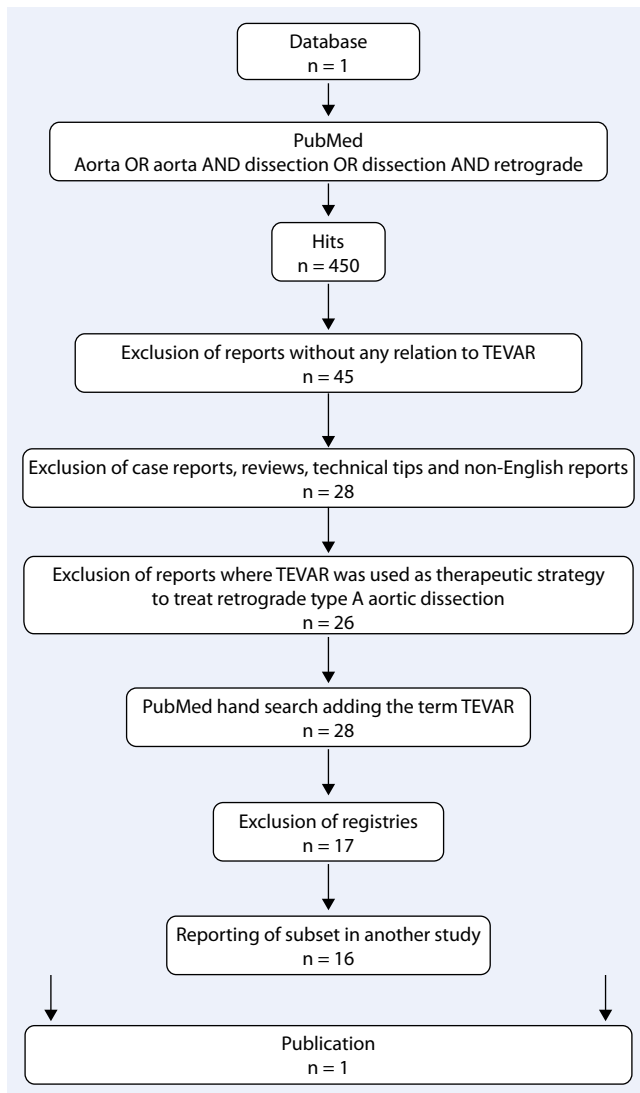 Database
n = 1
PubMed
Aorta OR aorta AND dissection OR dissection AND retrograde
Hits
n = 450
Exclusion of reports without any relation to TEVAR
n = 45
Exclusion of case reports, reviews, technical tips and non-English reports
n = 28
Exclusion of reports where TEVAR was used as therapeutic strategy
to treat retrograde type A aortic dissection
n = 26
PubMed hand search adding the term TEVAR
n = 28
Exclusion of registries
n = 17
Reporting of subset in another study
n = 16
Publication
n = 1